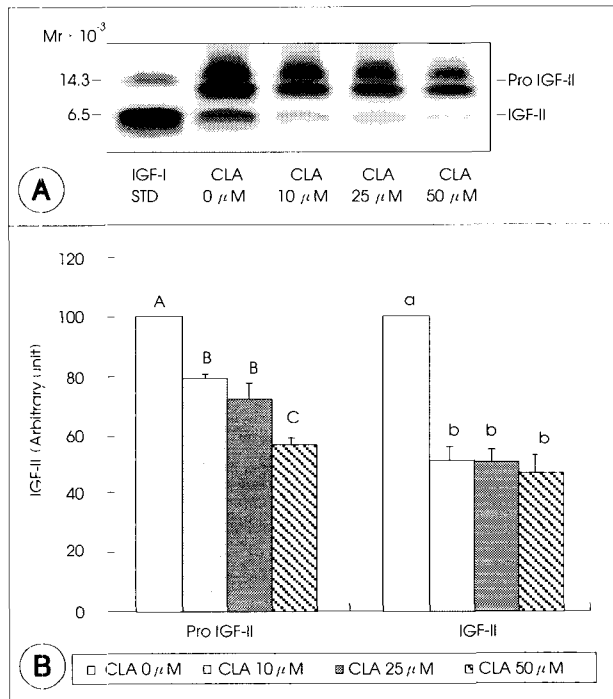 Mr · 10⁻³
14.3
6.5
Pro IGF-II
IGF-II
IGF-I STD
CLA 0 μM
CLA 10 μM
CLA 25 μM
CLA 50 μM
A
120
100
80
60
40
20
0
IGF-II (Arbitrary unit)
A
B
B
C
a
b
b
b
Pro IGF-II
IGF-II
B
CLA 0 μM CLA 10 μM CLA 25 μM CLA 50 μM